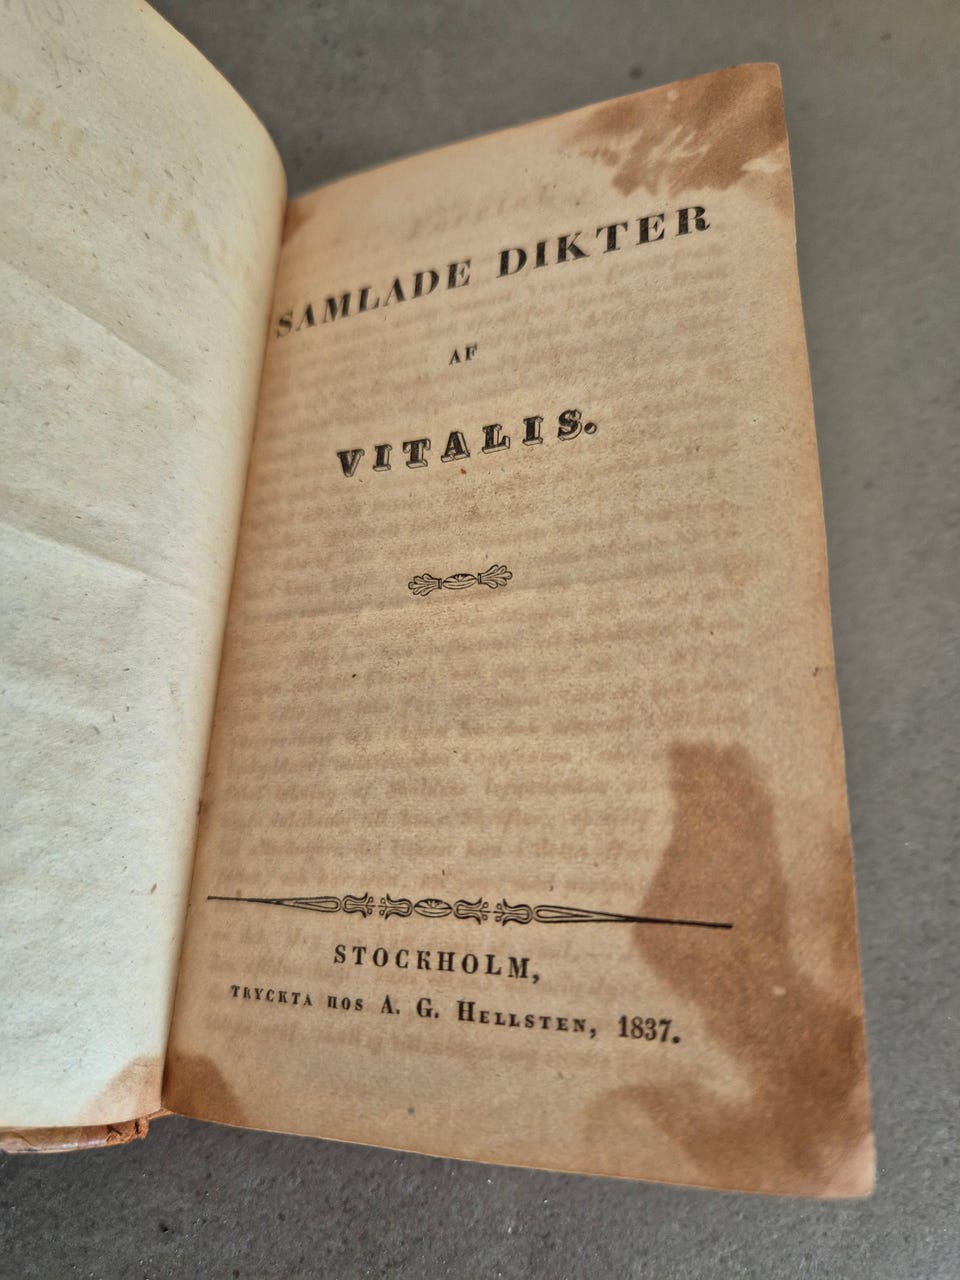 SAMLADE DIKTER
AF
VITALIS.
STOCKHOLM,
TRYCKTA HOS A. G. HELLSTEN, 1837.